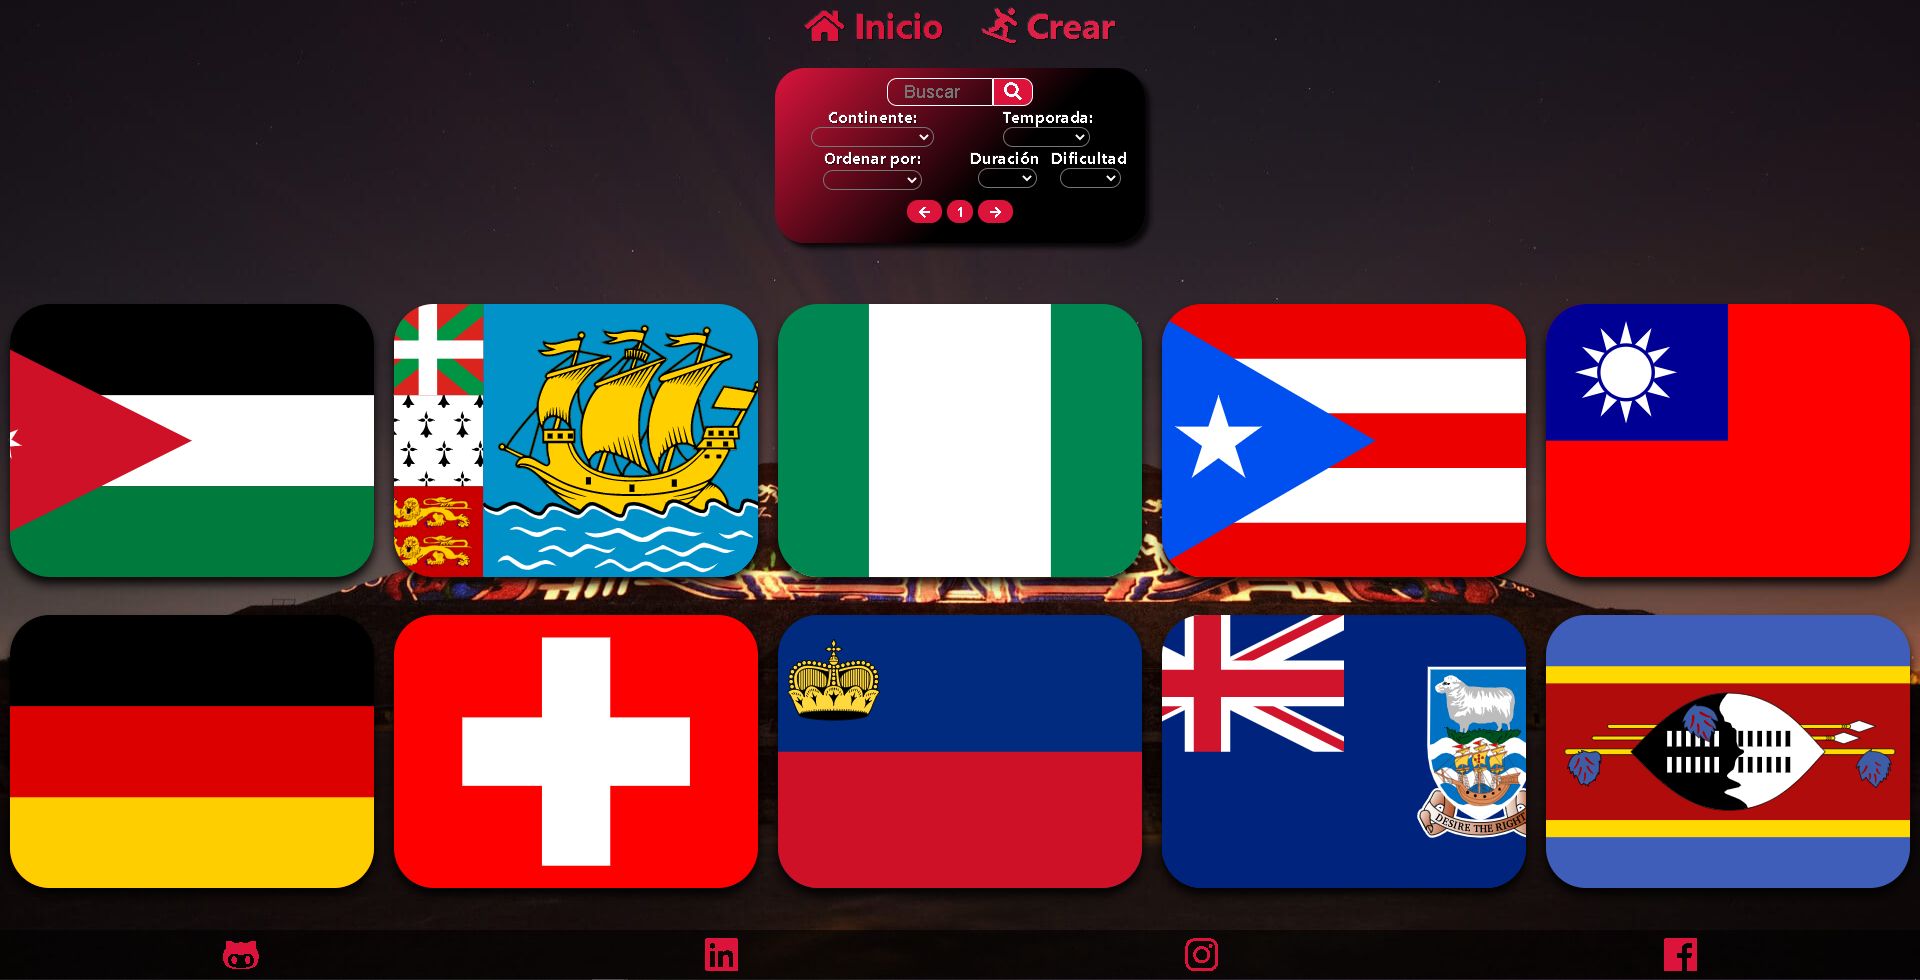 Inicio Crear
Buscar
Continente: Temporada:
Ordenar por: Duración Dificultad
1
DESIRE THE RIGHT